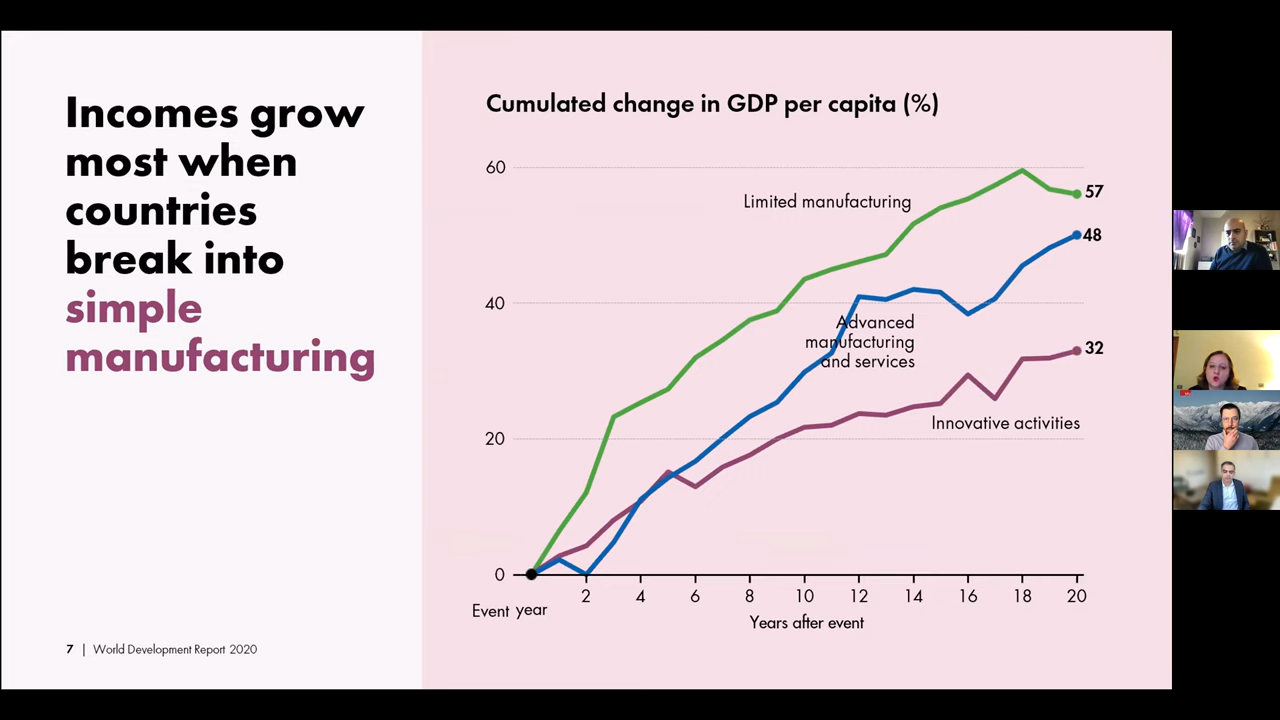 Incomes grow
most when
countries
break into
simple
manufacturing
7 | World Development Report 2020
Cumulated change in GDP per capita (%)
60
40
20
0
Limited manufacturing
57
48
Advanced
manufacturing
and services
32
Innovative activities
Event year
2 4 6 8 10 12 14 16 18 20
Years after event